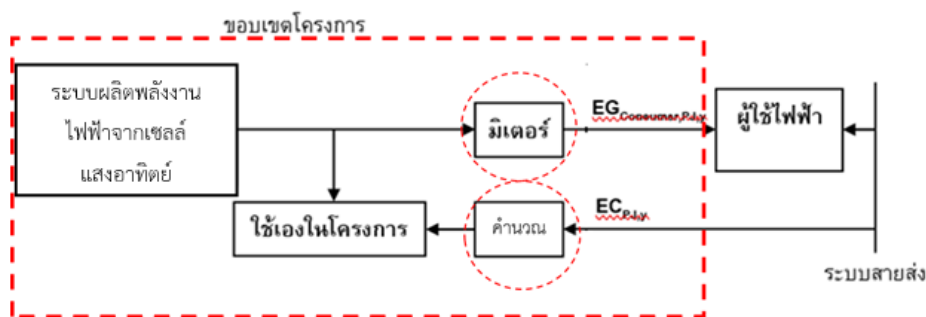 ขอบเขตโครงการ
ระบบผลิตพลังงาน
ไฟฟ้าจากเซลล์
แสงอาทิตย์
มิเตอร์
EG Consumer,PJ,y
ผู้ใช้ไฟฟ้า
ใช้เองในโครงการ
คำนวณ
EC PJ,y
ระบบสายส่ง